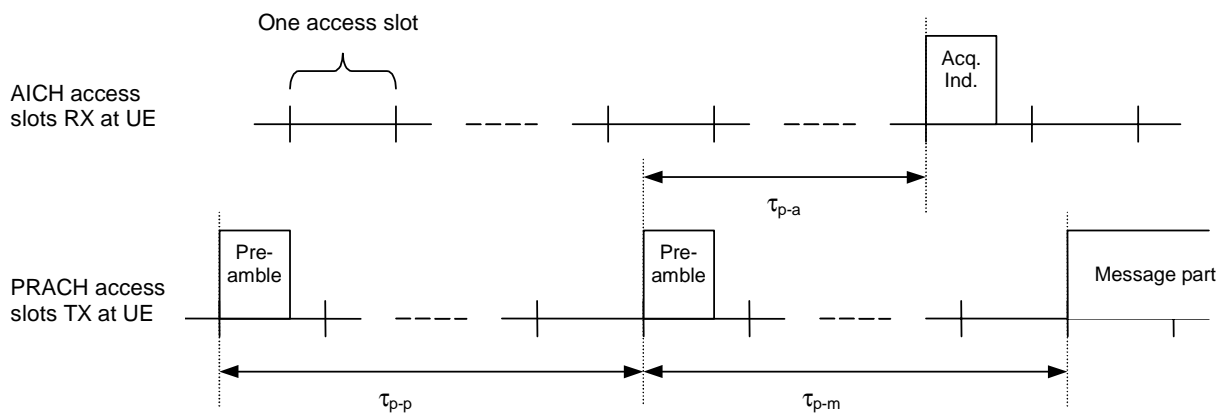 One access slot
AICH access
slots RX at UE
Acq.
Ind.
τp-a
Pre-
amble
Pre-
amble
Message part
PRACH access
slots TX at UE
τp-p
τp-m